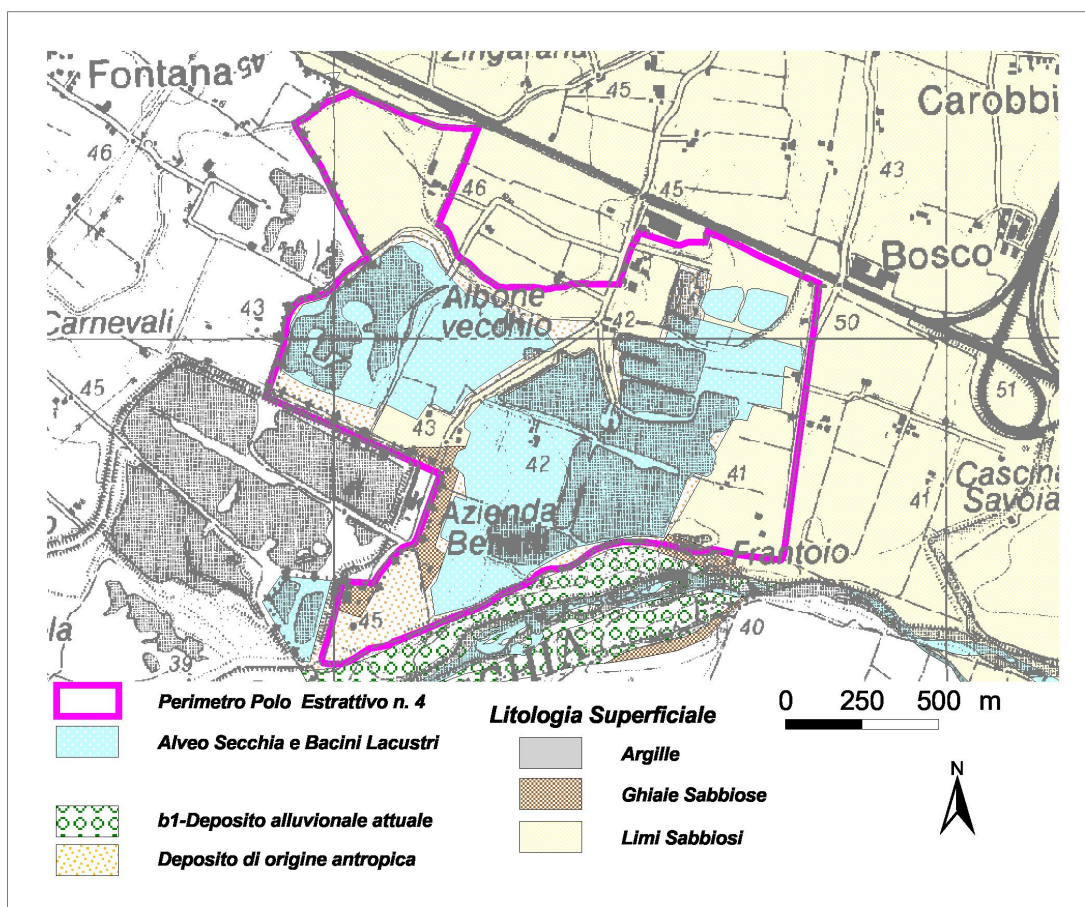 Fontana
45
Zingarana
45
Carobbi
46
46
45
43
Bosco
Carnevali
43
Albone
vecchio
42
50
45
51
43
42
41
41
Cascina
Savoia
Azienda
Frantoio
45
40
39
la
Perimetro Polo Estrattivo n. 4
Alveo Secchia e Bacini Lacustri
b1-Deposito alluvionale attuale
Deposito di origine antropica
Litologia Superficiale
Argille
Ghiaie Sabbiose
Limi Sabbiosi
0 250 500 m
N